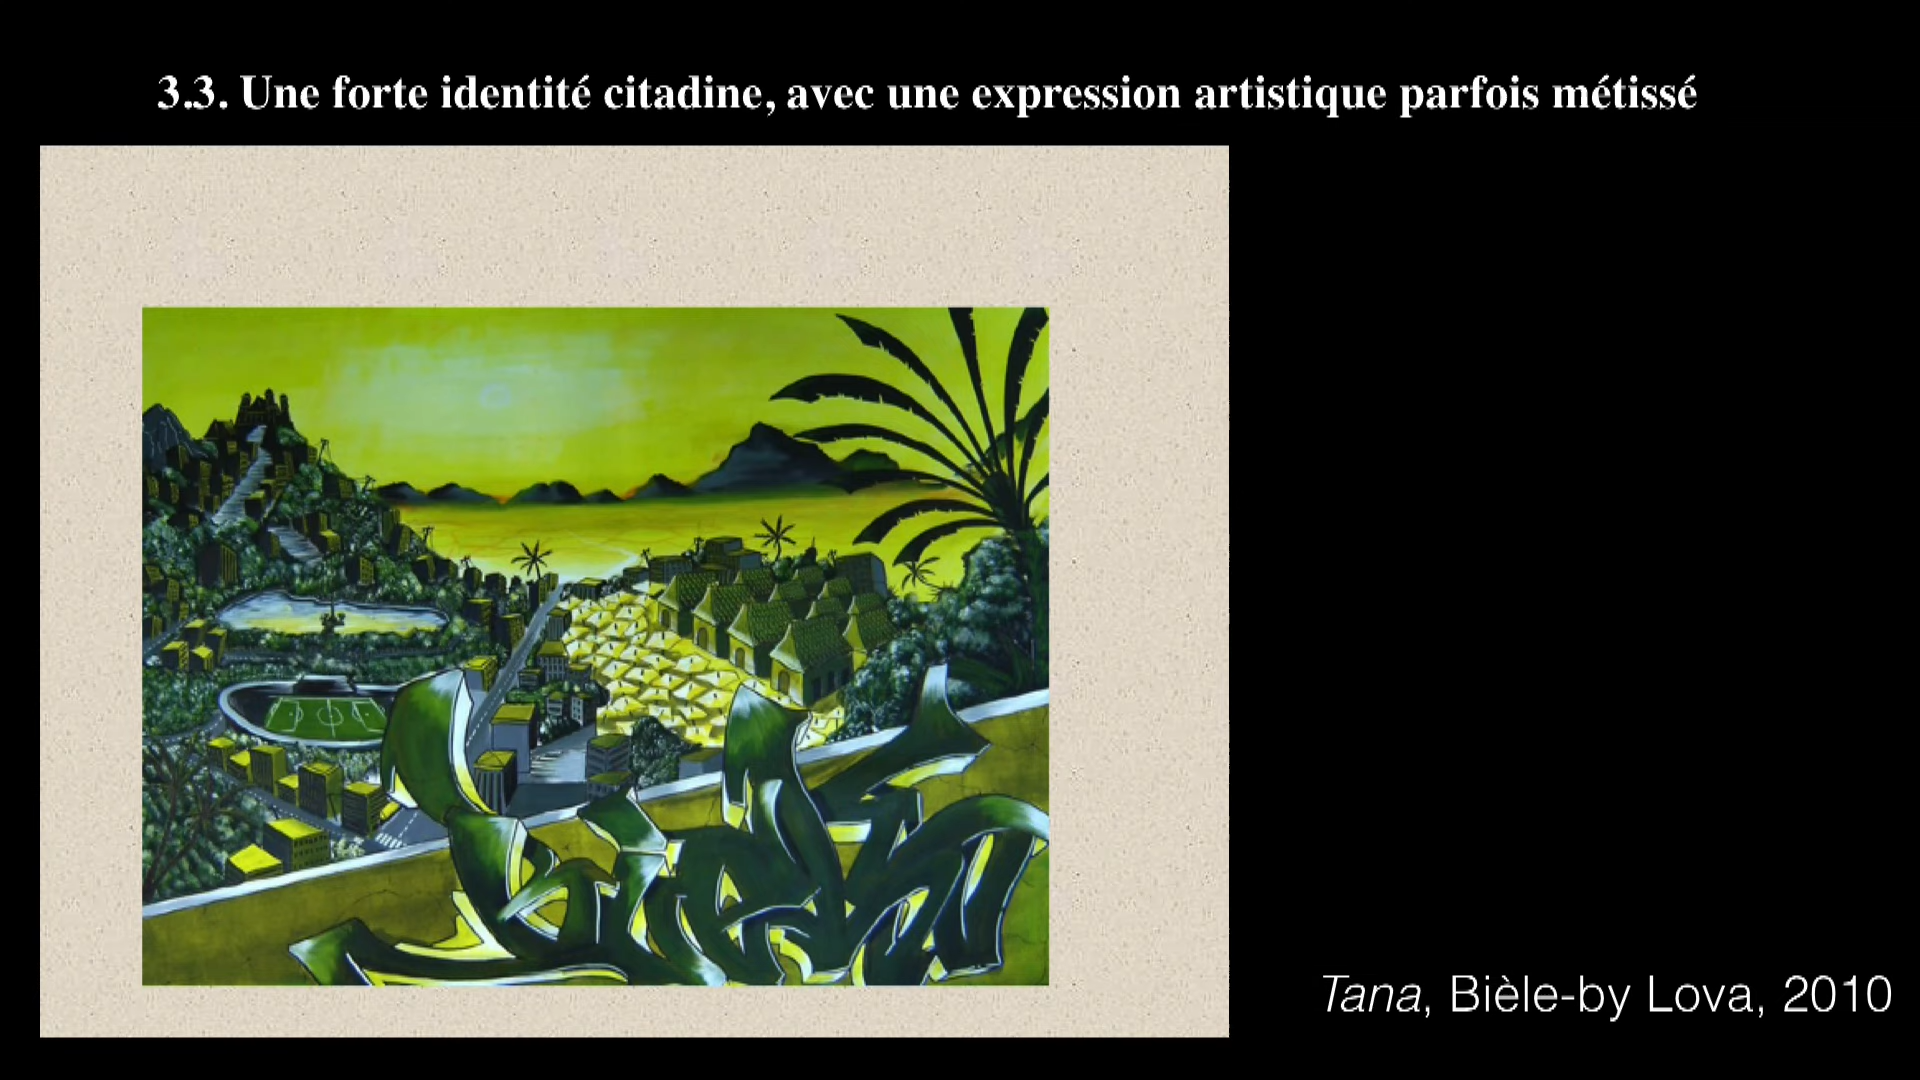 3.3. Une forte identité citadine, avec une expression artistique parfois métissé
Tana, Bièle-by Lova, 2010